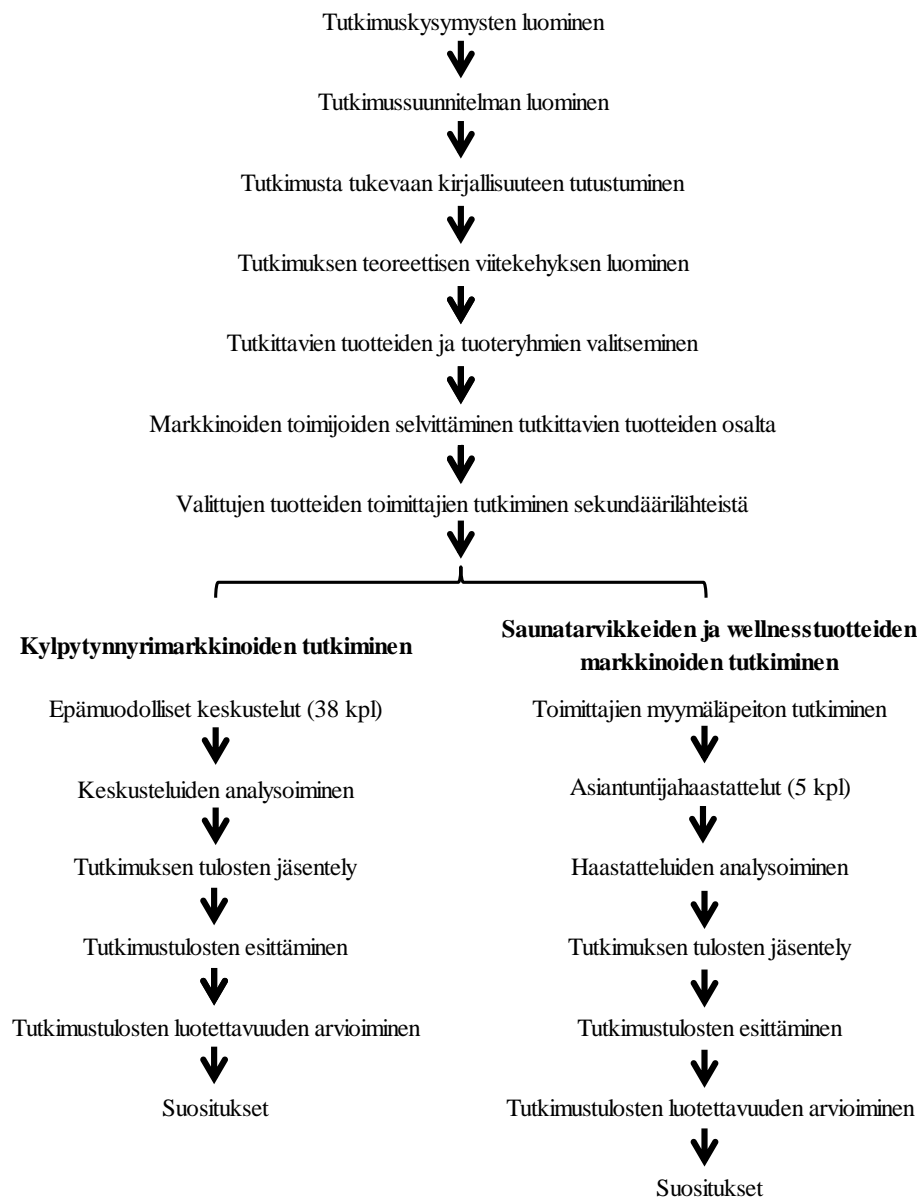 Tutkimuskysymysten luominen
Tutkimussuunnitelman luominen
Tutkimusta tukevaan kirjallisuuteen tutustuminen
Tutkimuksen teoreettisen viitekehyksen luominen
Tutkittavien tuotteiden ja tuoteryhmien valitseminen
Markkinoiden toimijoiden selvittäminen tutkittavien tuotteiden osalta
Valittujen tuotteiden toimittajien tutkiminen sekundäärilähteistä
Kylpytynnyrimarkkinoiden tutkiminen
Epämuodolliset keskustelut (38 kpl)
Keskusteluiden analysoiminen
Tutkimuksen tulosten jäsentely
Tutkimustulosten esittäminen
Tutkimustulosten luotettavuuden arvioiminen
Suositukset
Saunatarvikkeiden ja wellnesstuotteiden
markkinoiden tutkiminen
Toimittajien myymäläpeiton tutkiminen
Asiantuntijahaastattelut (5 kpl)
Haastatteluiden analysoiminen
Tutkimuksen tulosten jäsentely
Tutkimustulosten esittäminen
Tutkimustulosten luotettavuuden arvioiminen
Suositukset